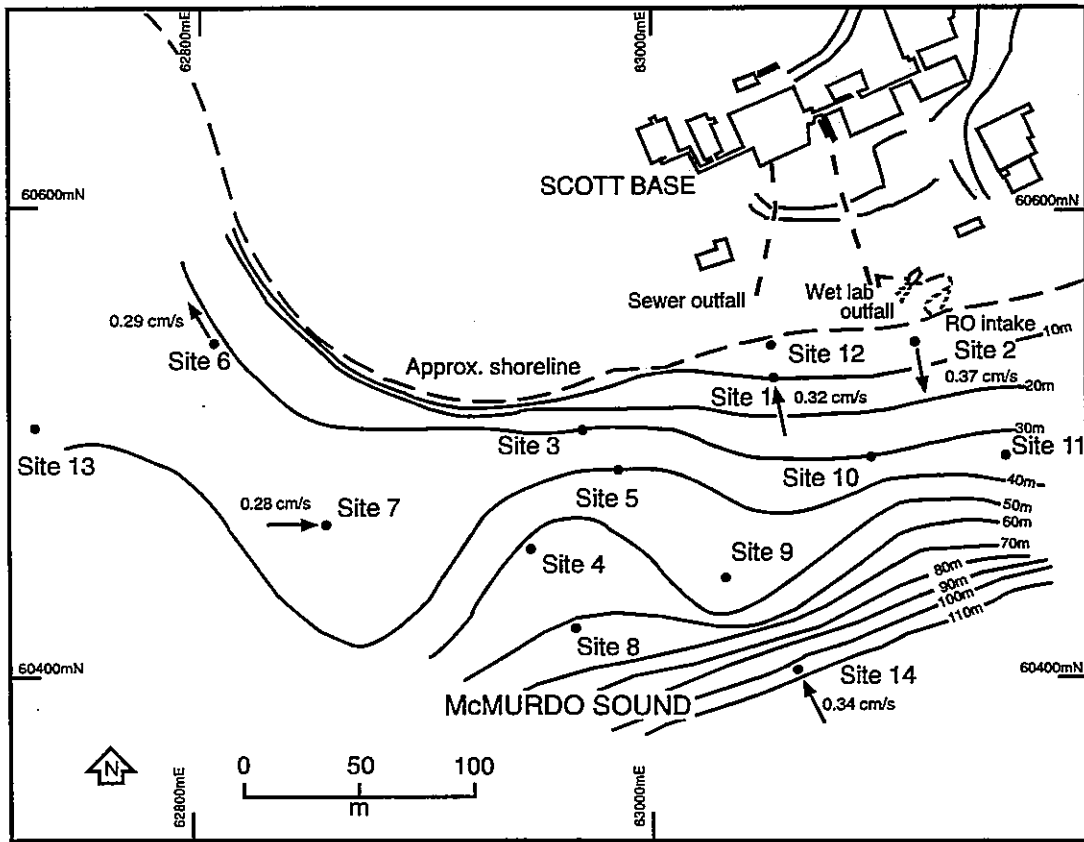 62800mE
63000mE
SCOTT BASE
60600mN
60600mN
Sewer outfall
Wet lab
outfall
RO intake
10m
0.29 cm/s
Site 6
Approx. shoreline
Site 12
Site 2
Site 1
0.32 cm/s
0.37 cm/s
20m
30m
Site 13
Site 3
Site 10
Site 11
Site 5
40m
0.28 cm/s
Site 7
50m
60m
Site 4
Site 9
70m
80m
90m
100m
110m
Site 8
60400mN
60400mN
Site 14
McMURDO SOUND
0.34 cm/s
N
0
50
100
m
62800mE
63000mE